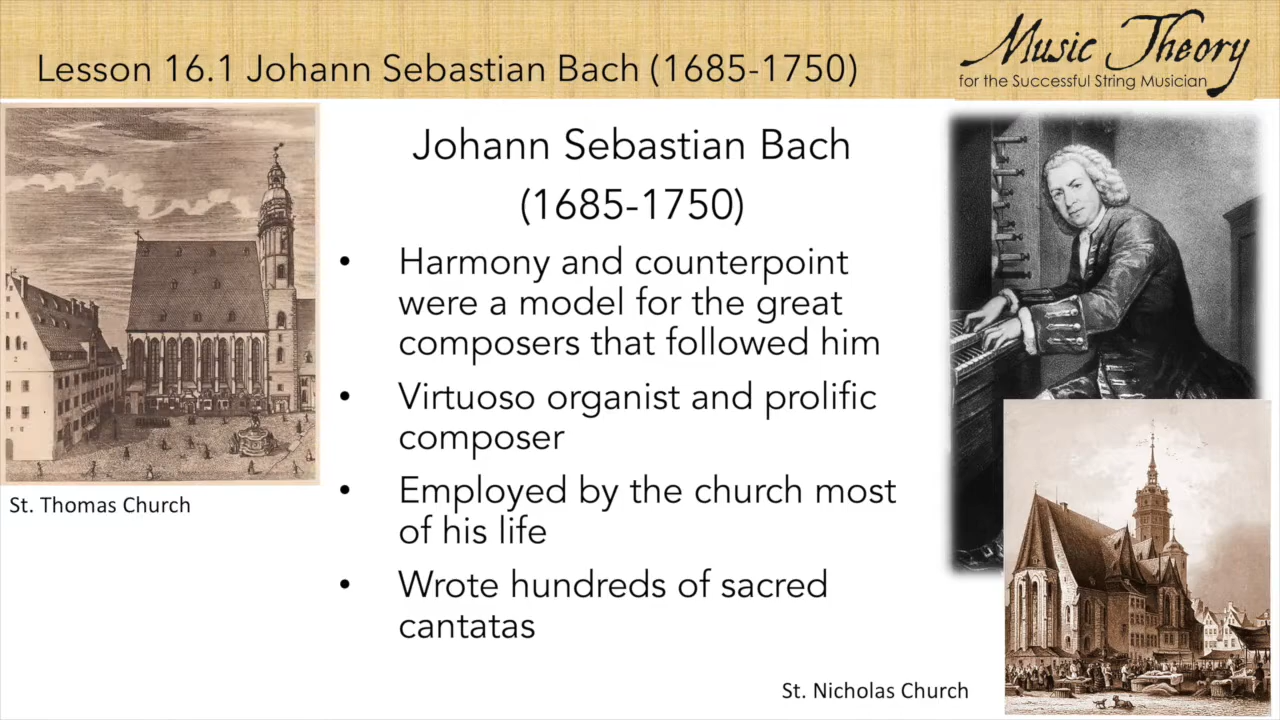 Lesson 16.1 Johann Sebastian Bach (1685-1750)
Music Theory
for the Successful String Musician
Johann Sebastian Bach
(1685-1750)
• Harmony and counterpoint
were a model for the great
composers that followed him
• Virtuoso organist and prolific
composer
• Employed by the church most
of his life
• Wrote hundreds of sacred
cantatas
St. Thomas Church
St. Nicholas Church